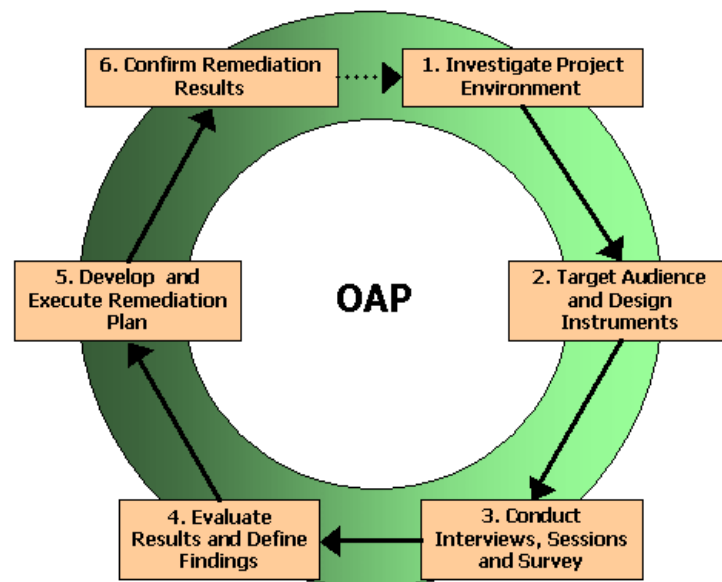 6. Confirm Remediation
Results
1. Investigate Project
Environment
5. Develop and
Execute Remediation
Plan
OAP
2. Target Audience
and Design
Instruments
4. Evaluate
Results and Define
Findings
3. Conduct
Interviews, Sessions
and Survey